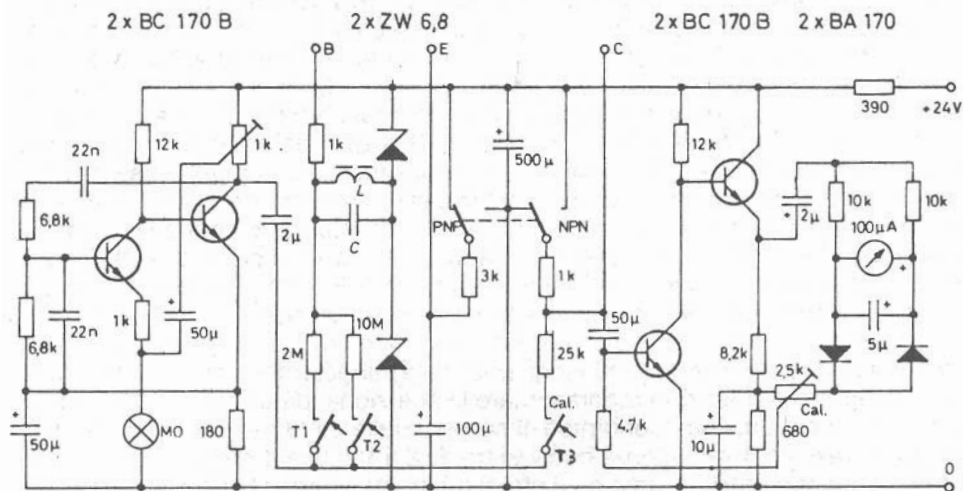 2 x BC 170 B
2 x ZW 6,8
2 x BC 170 B
2 x BA 170
B
E
C
390
+24V
12k
1k
1k
12k
22n
+
500µ
L
10k
10k
+
2µ
6,8k
2µ
C
PNP
NPN
100µA
+
3k
1k
1k
+
50µ
22n
6,8k
10M
2M
50µ
25k
8,2k
+
5µ
2,5k
Cal.
+
50µ
MO
180
T1
T2
+
100µ
Cal.
T3
4,7k
+
10µ
680
0